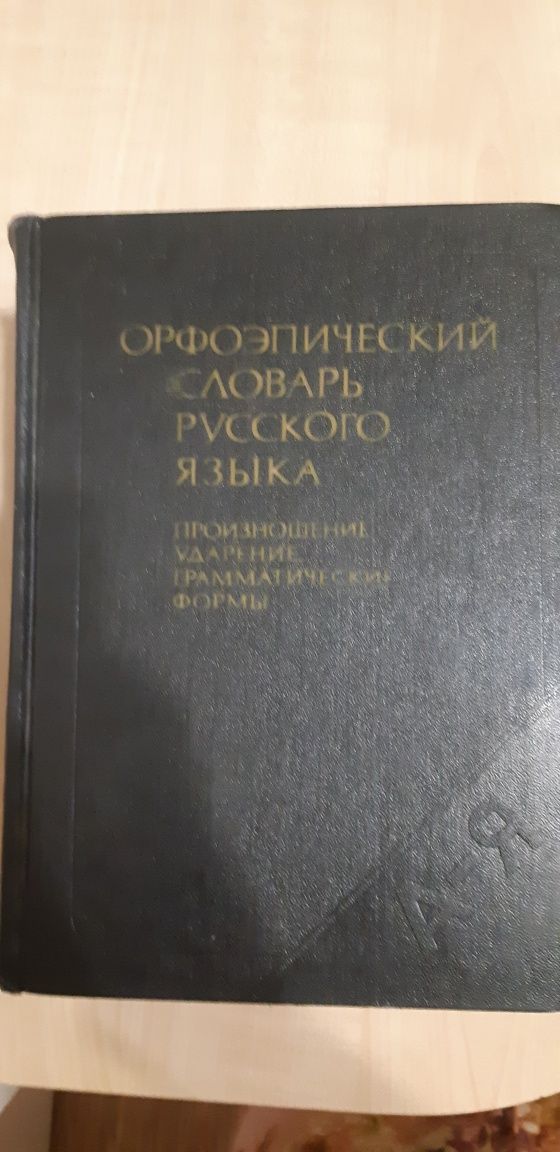 ОРФОЭПИЧЕСКИЙ
СЛОВАРЬ
РУССКОГО
ЯЗЫКА
ПРОИЗНОШЕНИЕ
УДАРЕНИЕ
ГРАММАТИЧЕСКИЕ
ФОРМЫ
А-Я